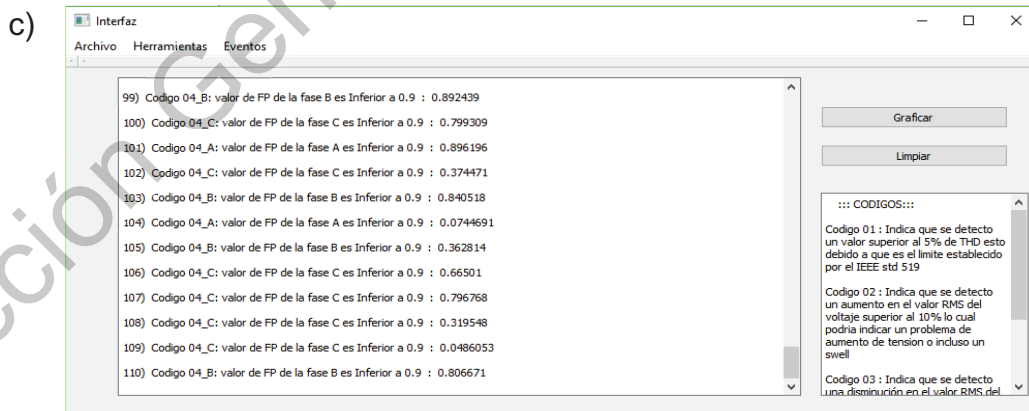 c)
Interfaz
Archivo Herramientas Eventos
99) Codigo 04_B: valor de FP de la fase B es Inferior a 0.9 : 0.892439
100) Codigo 04_C: valor de FP de la fase C es Inferior a 0.9 : 0.799309
101) Codigo 04_A: valor de FP de la fase A es Inferior a 0.9 : 0.896196
102) Codigo 04_C: valor de FP de la fase C es Inferior a 0.9 : 0.374471
103) Codigo 04_B: valor de FP de la fase B es Inferior a 0.9 : 0.840518
104) Codigo 04_A: valor de FP de la fase A es Inferior a 0.9 : 0.0744691
105) Codigo 04_B: valor de FP de la fase B es Inferior a 0.9 : 0.362814
106) Codigo 04_C: valor de FP de la fase C es Inferior a 0.9 : 0.66501
107) Codigo 04_C: valor de FP de la fase C es Inferior a 0.9 : 0.796768
108) Codigo 04_C: valor de FP de la fase C es Inferior a 0.9 : 0.319548
109) Codigo 04_C: valor de FP de la fase C es Inferior a 0.9 : 0.0486053
110) Codigo 04_B: valor de FP de la fase B es Inferior a 0.9 : 0.806671
Graficar
Limpiar
::: CODIGOS:::
Codigo 01 : Indica que se detecto
un valor superior al 5% de THD esto
debido a que es el limite establecido
por el IEEE std 519
Codigo 02 : Indica que se detecto
un aumento en el valor RMS del
voltaje superior al 10% lo cual
podria indicar un problema de
aumento de tension o incluso un
swell
Codigo 03 : Indica que se detecto
una disminución en el valor RMS del